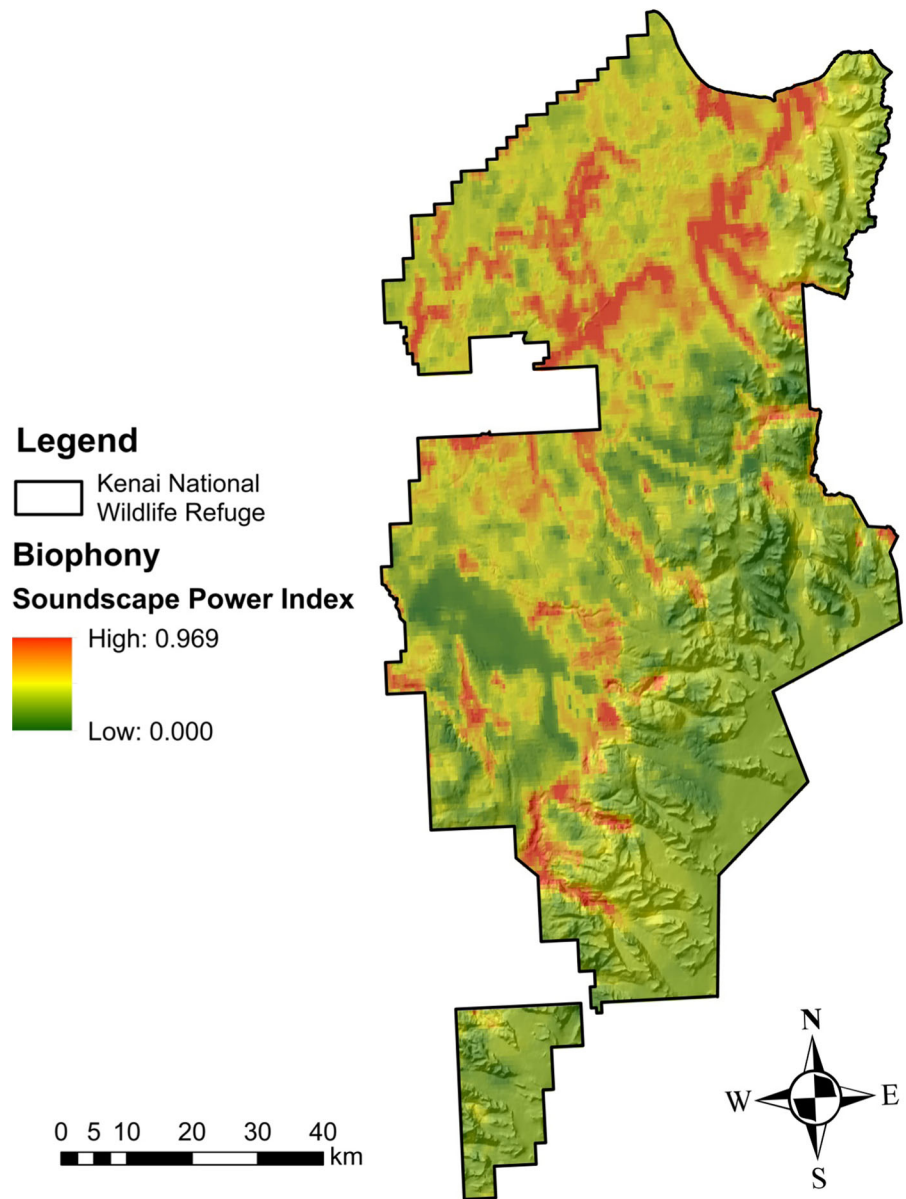 Legend
Kenai National
Wildlife Refuge
Biophony
Soundscape Power Index
High: 0.969
Low: 0.000
0 5 10 20 30 40
km
N
W E
S